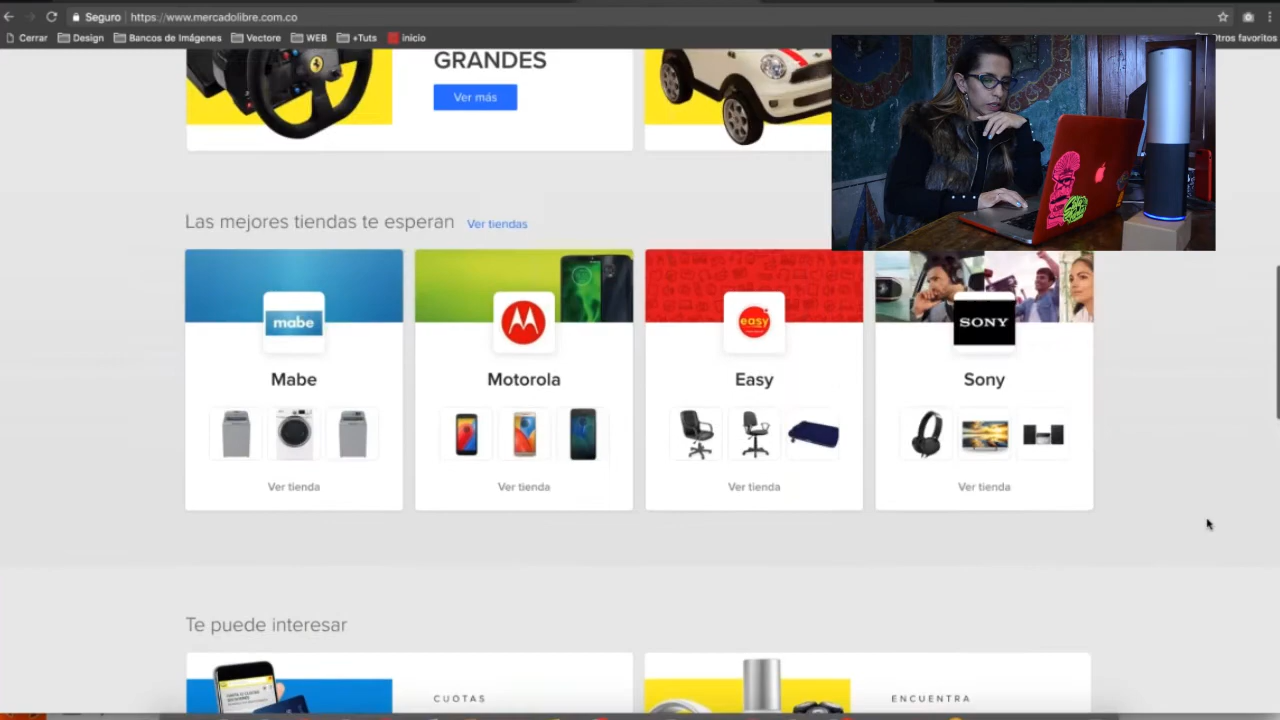 Seguro https://www.mercadolibre.com.co
Cerrar Design Bancos de Imágenes Vectore WEB +Tuts inicio Otros favoritos
GRANDES
Ver más
Las mejores tiendas te esperan Ver tiendas
mabe
easy
SONY
Mabe
Motorola
Easy
Sony
Ver tienda
Ver tienda
Ver tienda
Ver tienda
Te puede interesar
CUOTAS
ENCUENTRA